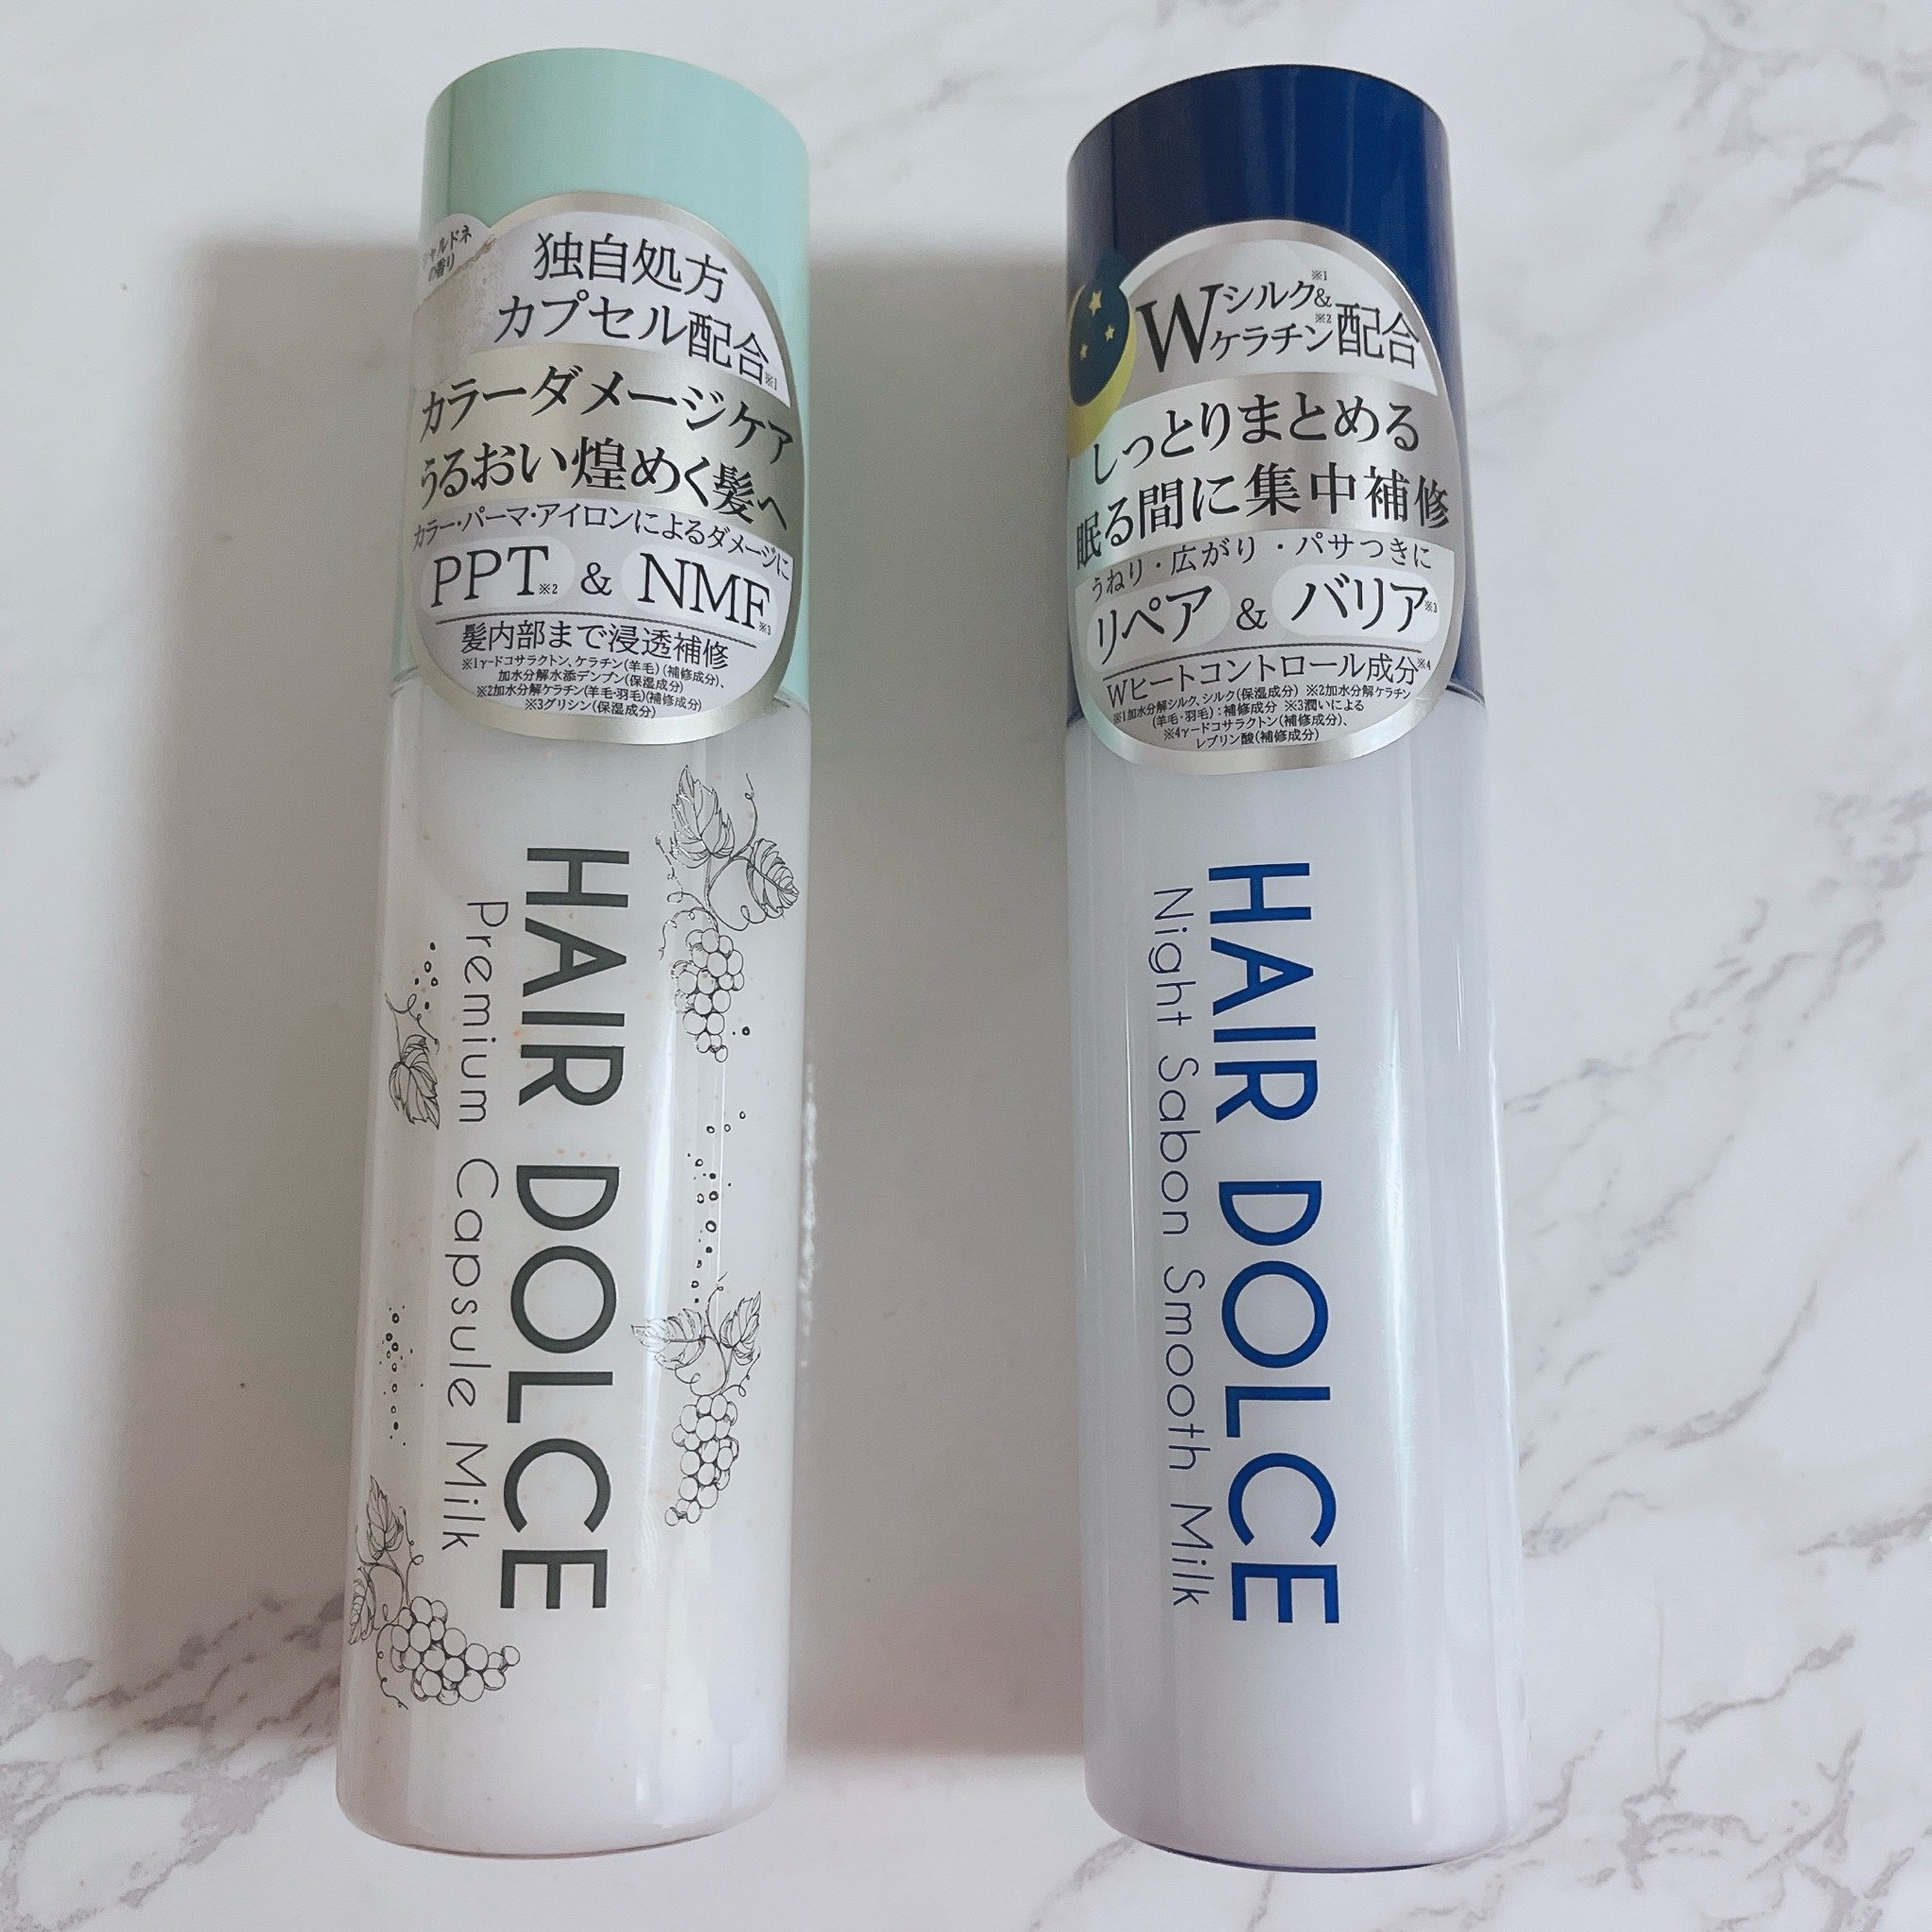 の香り
独自処方
カプセル配合※1
カラーダメージケア
うるおい煌めく髪へ
カラー・パーマ・アイロンによるダメージに
PPT※2 & NMF※3
髪内部まで浸透補修
※1γ-ドコサラクトン、ケラチン(羊毛)(補修成分)、
加水分解水添デンプン(保湿成分)
※2加水分解ケラチン(羊毛・羽毛)(補修成分)
※3グリシン(保湿成分)
HAIR DOLCE
Premium Capsule Milk
Wシルク※1&
ケラチン※2配合
しっとりまとめる
眠る間に集中補修
うねり・広がり・パサつきに
リペア & バリア※3
Wヒートコントロール成分※4
※1加水分解シルク、シルク(保湿成分) ※2加水分解ケラチン
(羊毛・羽毛):補修成分 ※3潤いによる
※4γ-ドコサラクトン(補修成分)、
レブリン酸(補修成分)
HAIR DOLCE
Night Sabon Smooth Milk